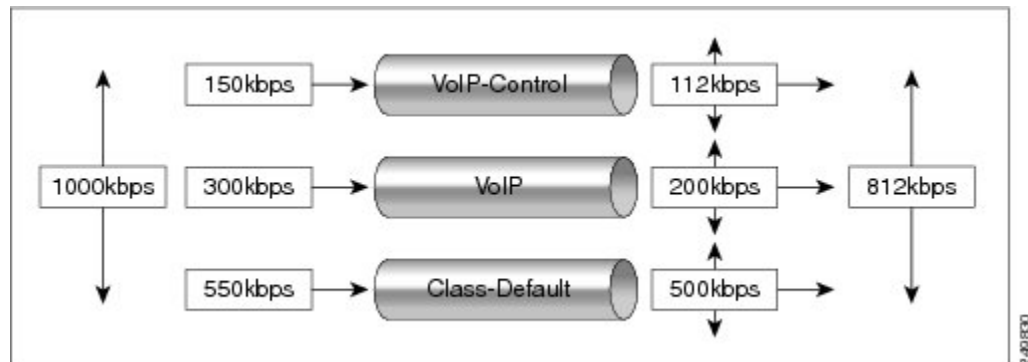 150kbps VoIP-Control 112kbps
1000kbps 300kbps VoIP 200kbps 812kbps
550kbps Class-Default 500kbps